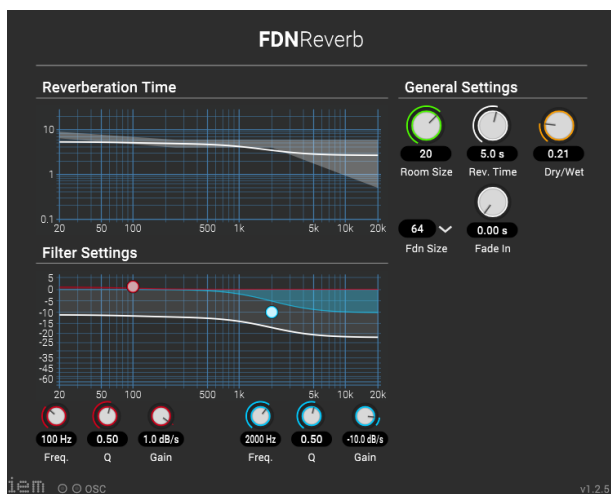 FDNReverb
Reverberation Time
General Settings
10
1
0.1
20 50 100 500 1k 5k 10k 20k
20 5.0 s 0.21
Room Size Rev. Time Dry/Wet
64 0.00 s
Fdn Size Fade In
Filter Settings
5
0
-5
-10
-15
-20
-25
-35
-45
-60
20 50 100 500 1k 5k 10k 20k
100 Hz 0.50 1.0 dB/s 2000 Hz 0.50 -10.0 dB/s
Freq. Q Gain Freq. Q Gain
iem OSC v1.2.5